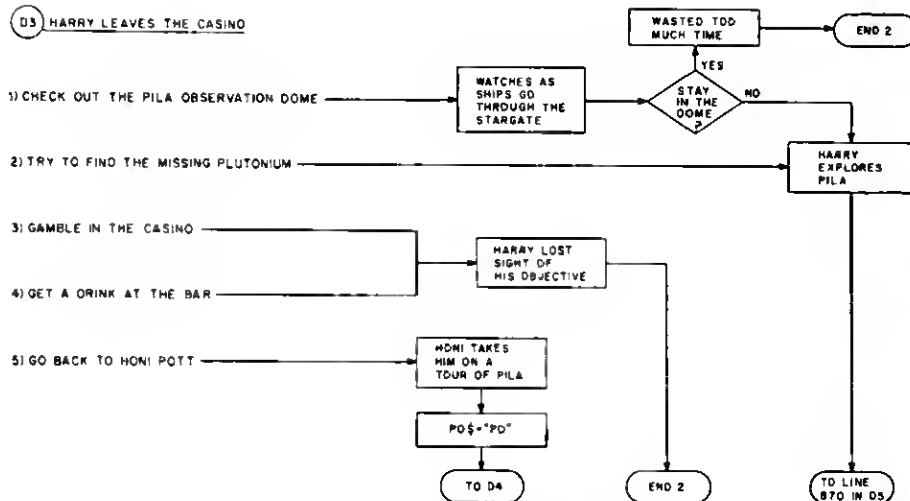 D3 HARRY LEAVES THE CASINO
WASTED TOO
MUCH TIME
END 2
YES
1) CHECK OUT THE PILA OBSERVATION DOME
WATCHES AS
SHIPS GO
THROUGH THE
STARGATE
STAY
IN THE
DOME
?
NO
2) TRY TO FIND THE MISSING PLUTONIUM
HARRY
EXPLORES
PILA
3) GAMBLE IN THE CASINO
HARRY LOST
SIGHT OF
HIS OBJECTIVE
4) GET A DRINK AT THE BAR
5) GO BACK TO HONI POTT
HONI TAKES
HIM ON A
TOUR OF PILA
PO$="PD"
TO D4
END 2
TO LINE
870 IN D5